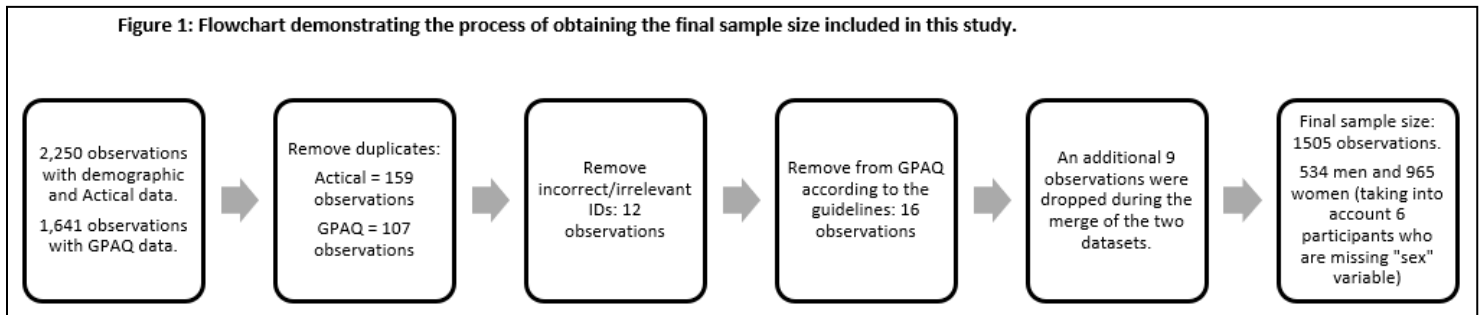 Figure 1: Flowchart demonstrating the process of obtaining the final sample size included in this study.
2,250 observations
with demographic
and Actical data.
1,641 observations
with GPAQ data.
Remove duplicates:
Actical = 159
observations
GPAQ = 107
observations
Remove
incorrect/irrelevant
IDs: 12
observations
Remove from GPAQ
according to the
guidelines: 16
observations
An additional 9
observations were
dropped during the
merge of the two
datasets.
Final sample size:
1505 observations.
534 men and 965
women (taking into
account 6
participants who
are missing "sex"
variable)